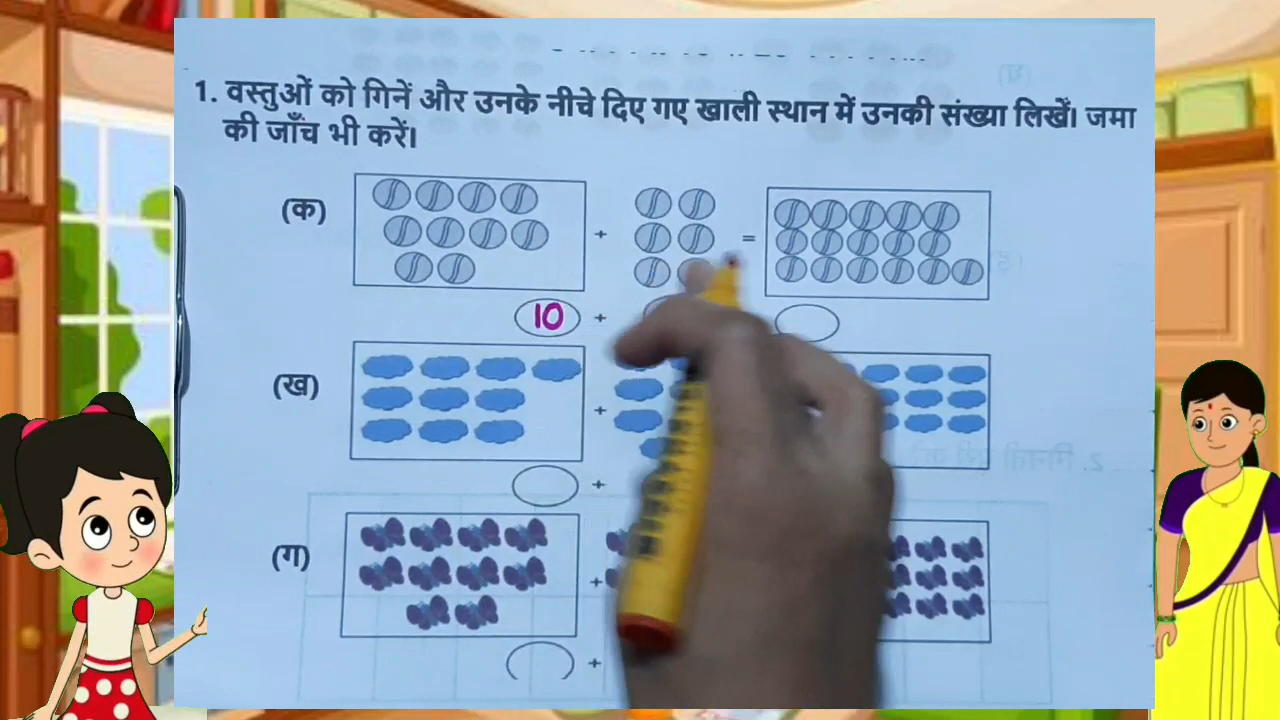 1. वस्तुओं को गिनें और उनके नीचे दिए गए खाली स्थान में उनकी संख्या लिखें। जमा
की जाँच भी करें।
(क) + =
10 +
(ख) +
+
(ग) +
+